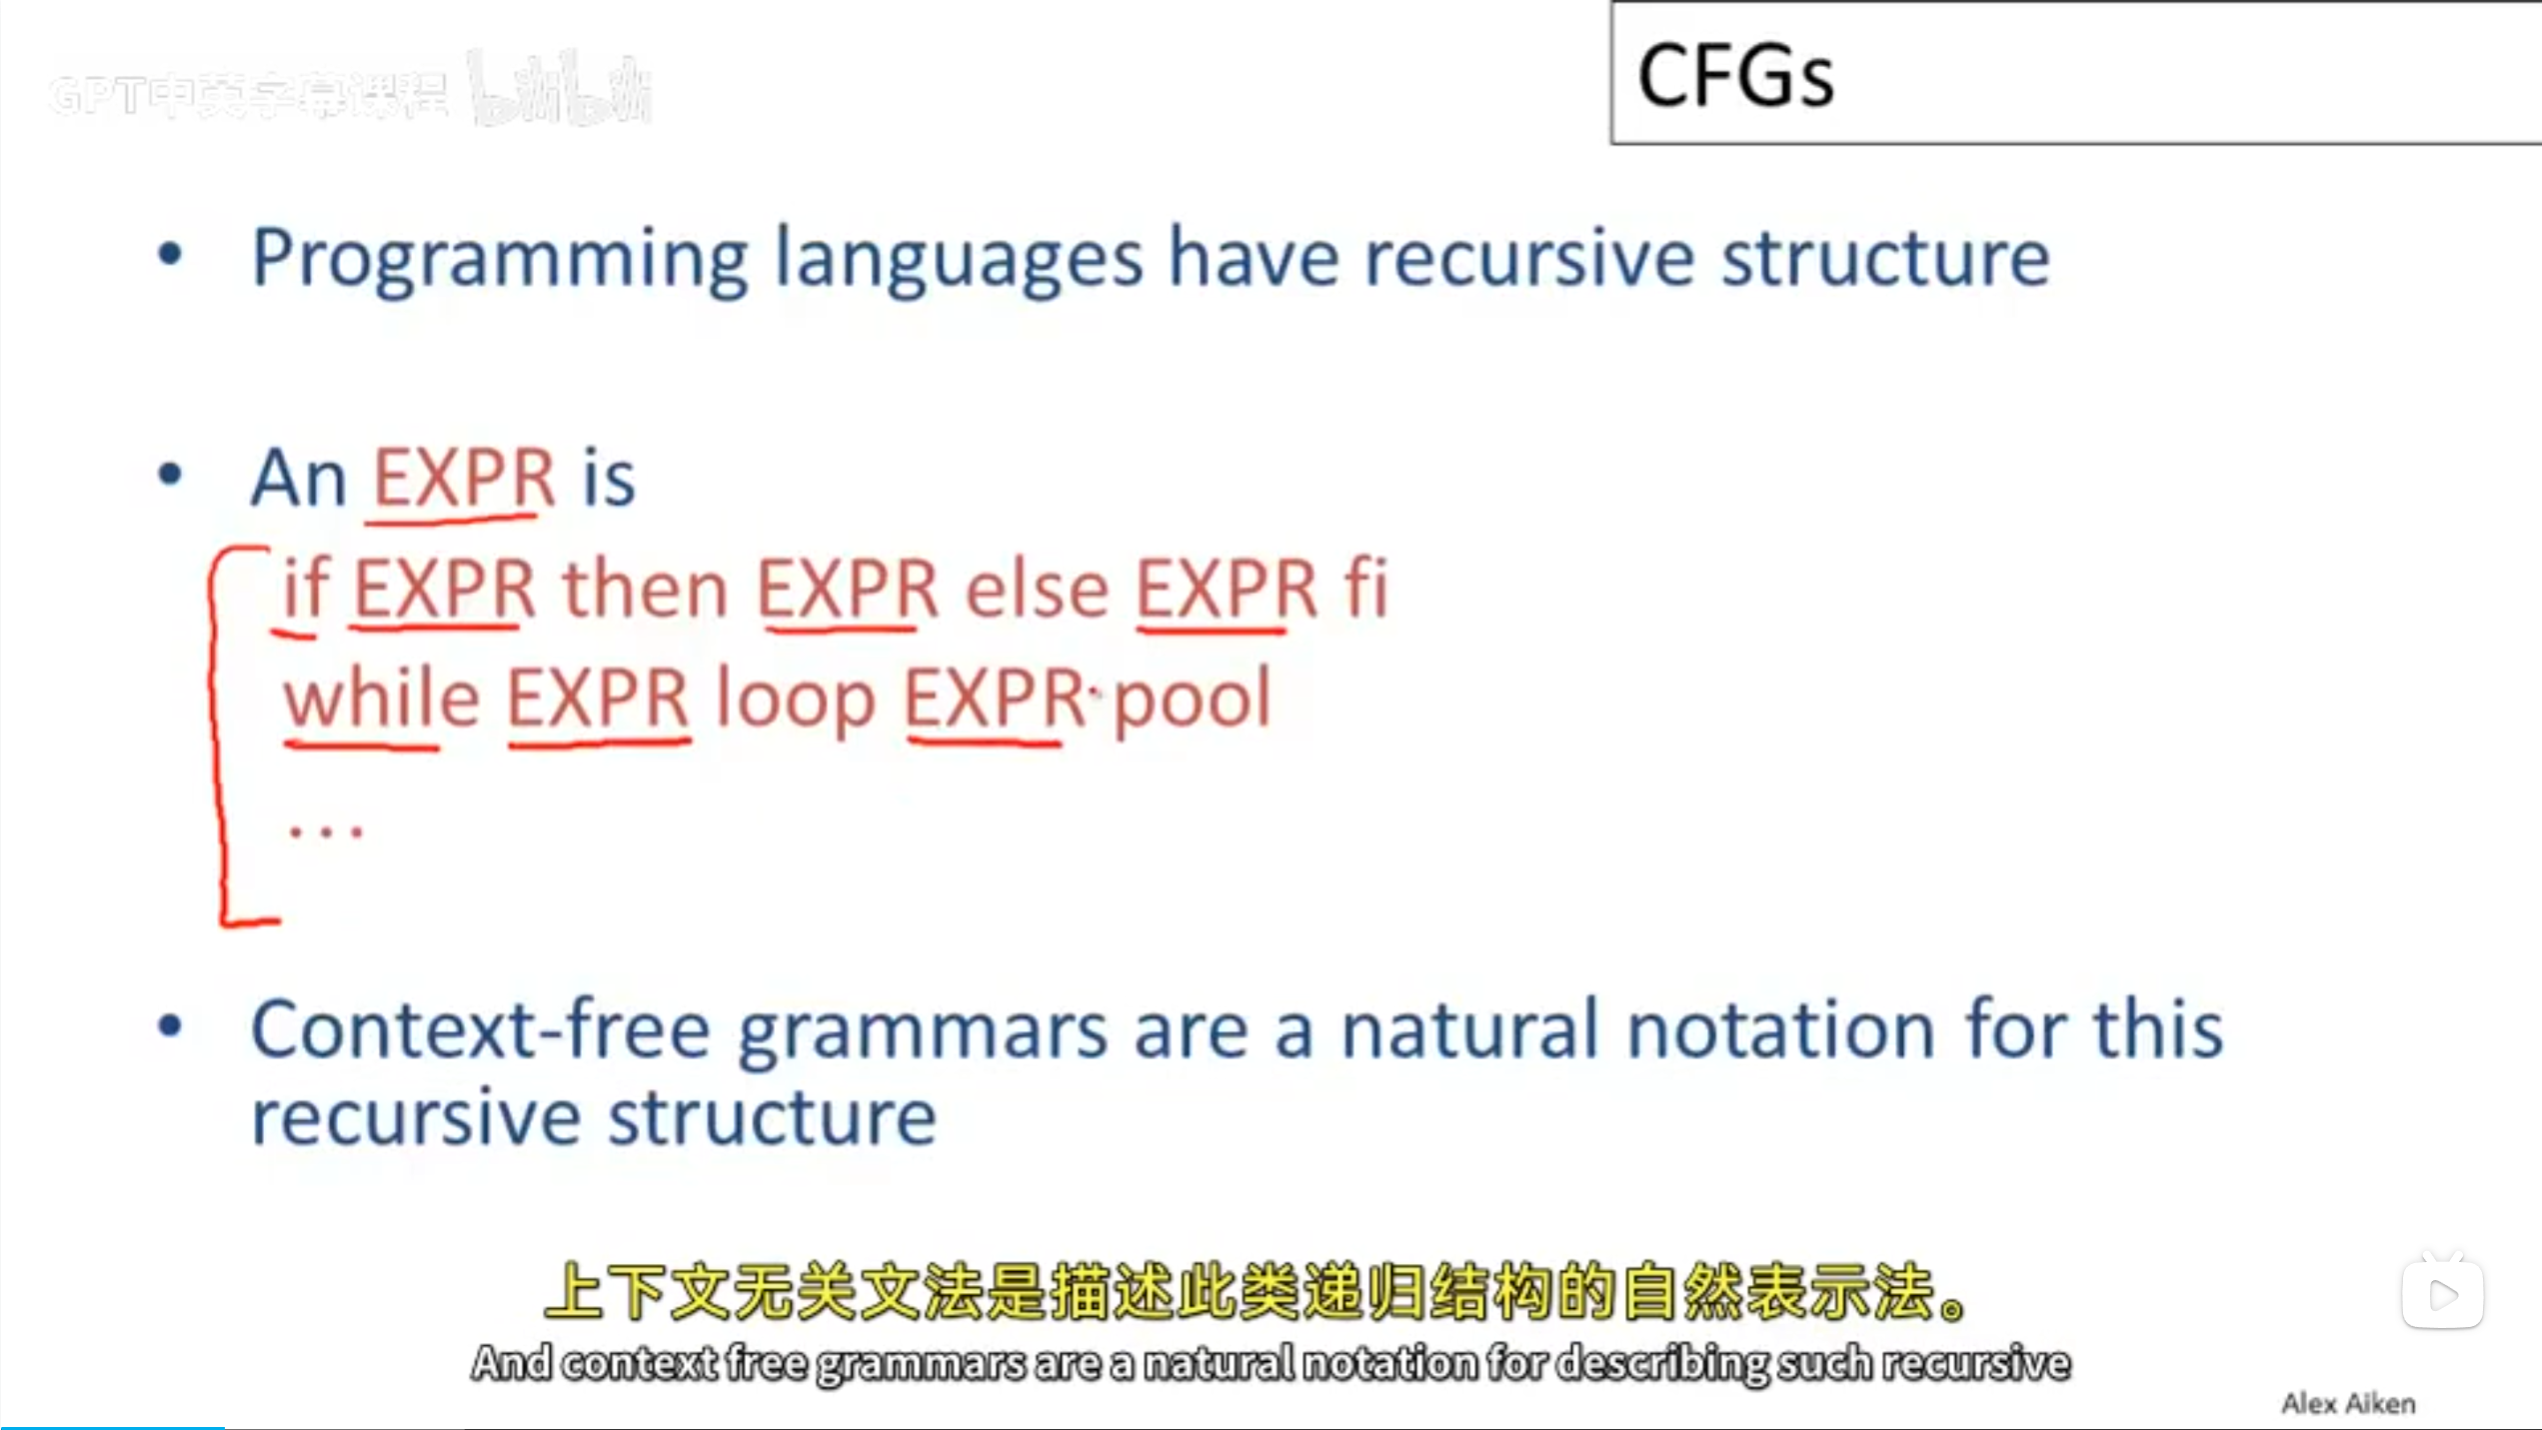 GPT中英字幕课程 bilibili
CFGs
• Programming languages have recursive structure
• An EXPR is
if EXPR then EXPR else EXPR fi
while EXPR loop EXPR pool
...
• Context-free grammars are a natural notation for this
recursive structure
上下文无关文法是描述此类递归结构的自然表示法。
And context free grammars are a natural notation for describing such recursive
Alex Aiken